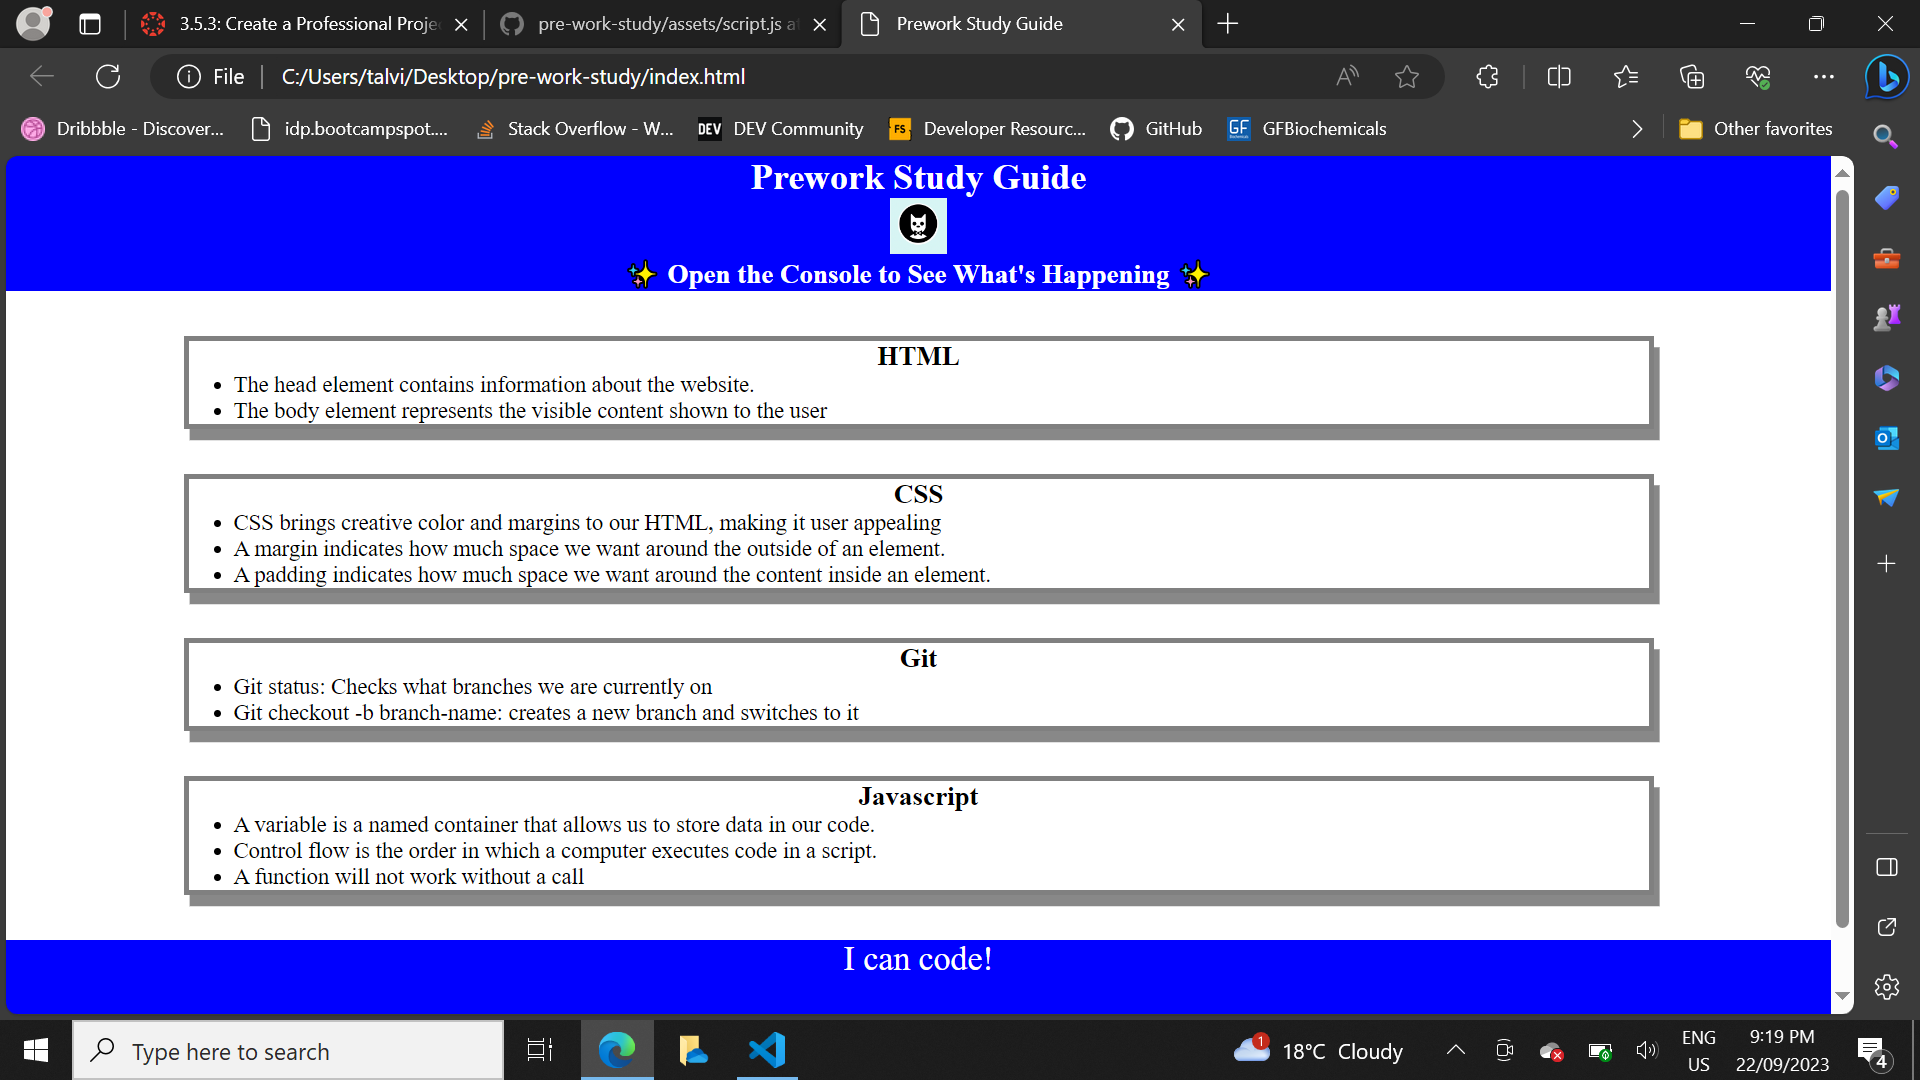 3.5.3: Create a Professional Proje
pre-work-study/assets/script.js a
Prework Study Guide
File
C:/Users/talvi/Desktop/pre-work-study/index.html
Dribbble - Discover...
idp.bootcampspot....
Stack Overflow - W...
DEV
DEV Community
FS
Developer Resourc...
GitHub
GF
GFBiochemicals
Other favorites
Prework Study Guide
✨ Open the Console to See What's Happening ✨
HTML
• The head element contains information about the website.
• The body element represents the visible content shown to the user
CSS
• CSS brings creative color and margins to our HTML, making it user appealing
• A margin indicates how much space we want around the outside of an element.
• A padding indicates how much space we want around the content inside an element.
Git
• Git status: Checks what branches we are currently on
• Git checkout -b branch-name: creates a new branch and switches to it
Javascript
• A variable is a named container that allows us to store data in our code.
• Control flow is the order in which a computer executes code in a script.
• A function will not work without a call
I can code!
Type here to search
1
18°C Cloudy
ENG
US
9:19 PM
22/09/2023
4